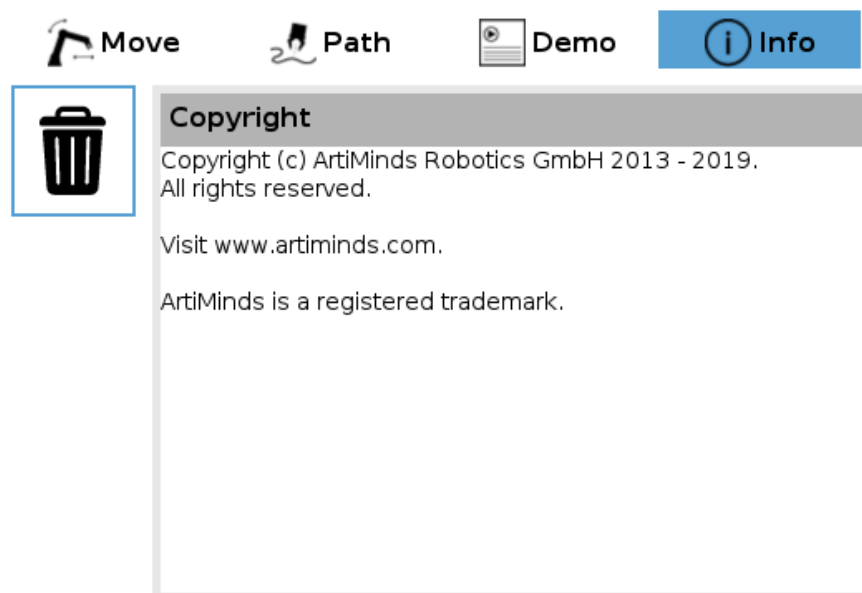 Move Path Demo Info
Copyright
Copyright (c) ArtiMinds Robotics GmbH 2013 - 2019.
All rights reserved.
Visit www.artiminds.com.
ArtiMinds is a registered trademark.